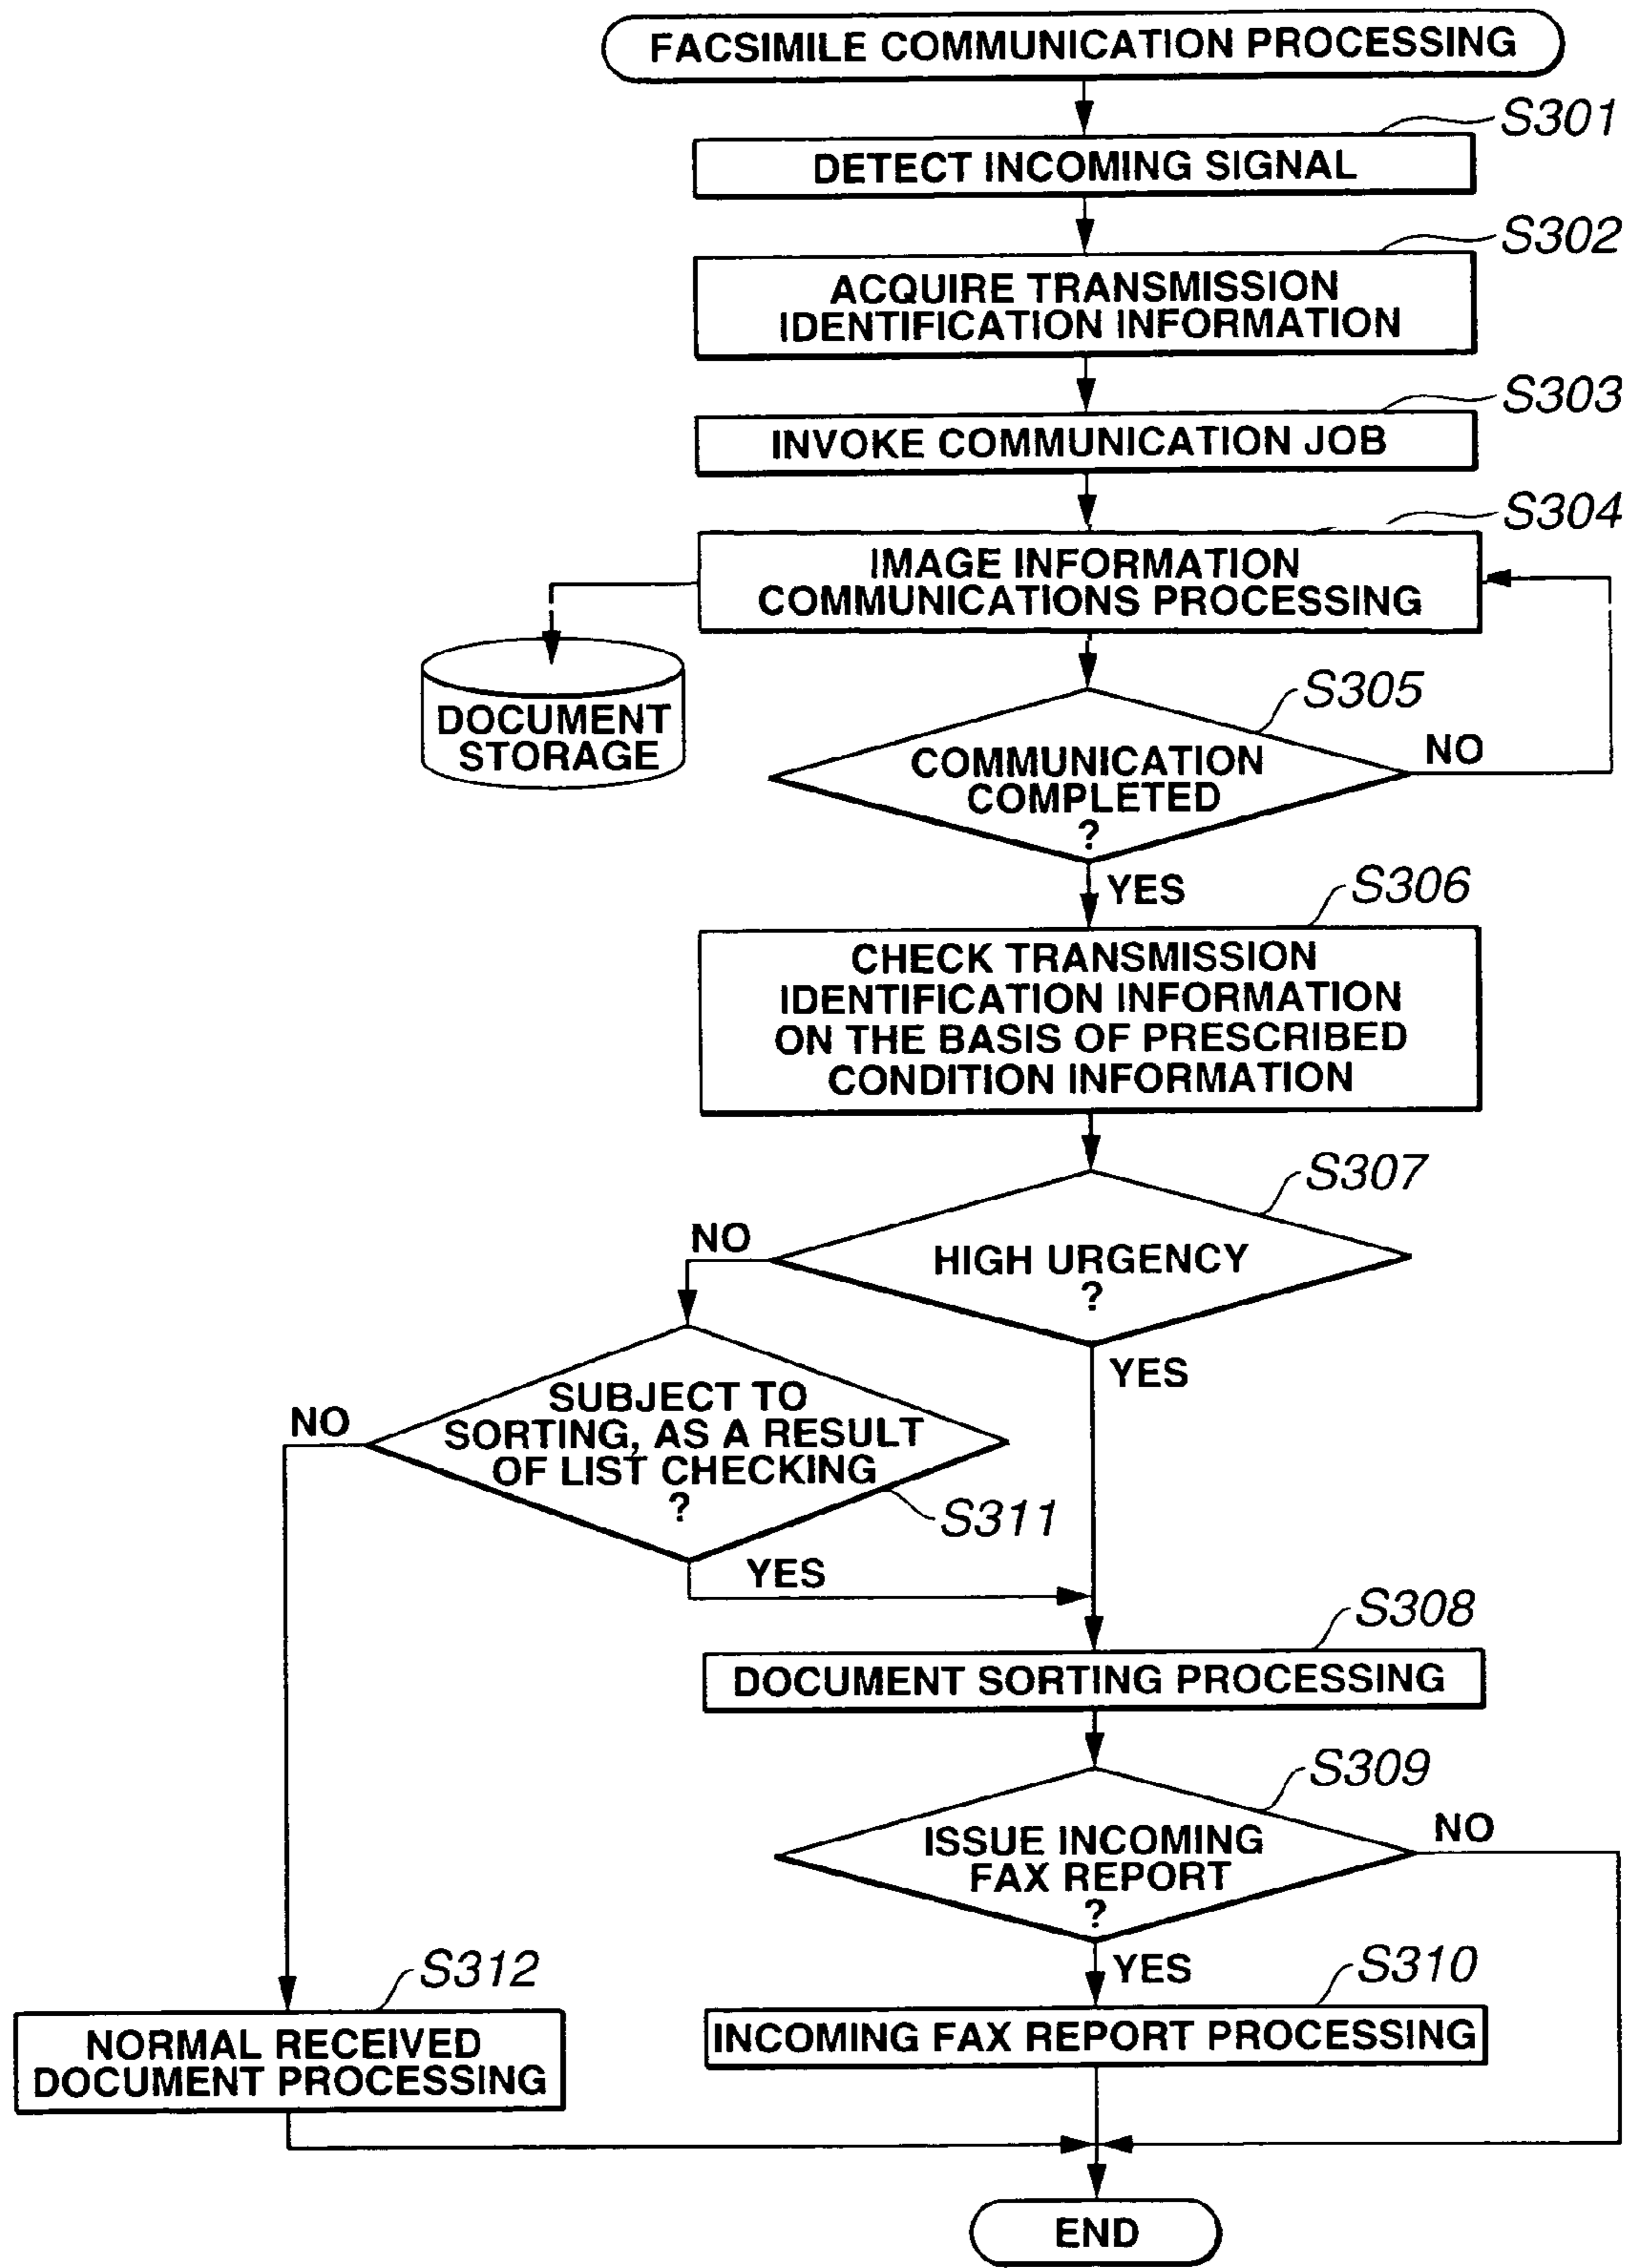 FACSIMILE COMMUNICATION PROCESSING
S301
DETECT INCOMING SIGNAL
S302
ACQUIRE TRANSMISSION
IDENTIFICATION INFORMATION
S303
INVOKE COMMUNICATION JOB
S304
IMAGE INFORMATION
COMMUNICATIONS PROCESSING
DOCUMENT
STORAGE
S305
COMMUNICATION
COMPLETED
?
NO
YES
S306
CHECK TRANSMISSION
IDENTIFICATION INFORMATION
ON THE BASIS OF PRESCRIBED
CONDITION INFORMATION
S307
HIGH URGENCY
?
NO
YES
SUBJECT TO
SORTING, AS A RESULT
OF LIST CHECKING
?
NO
S311
YES
S308
DOCUMENT SORTING PROCESSING
S309
ISSUE INCOMING
FAX REPORT
?
NO
YES
S310
INCOMING FAX REPORT PROCESSING
S312
NORMAL RECEIVED
DOCUMENT PROCESSING
END